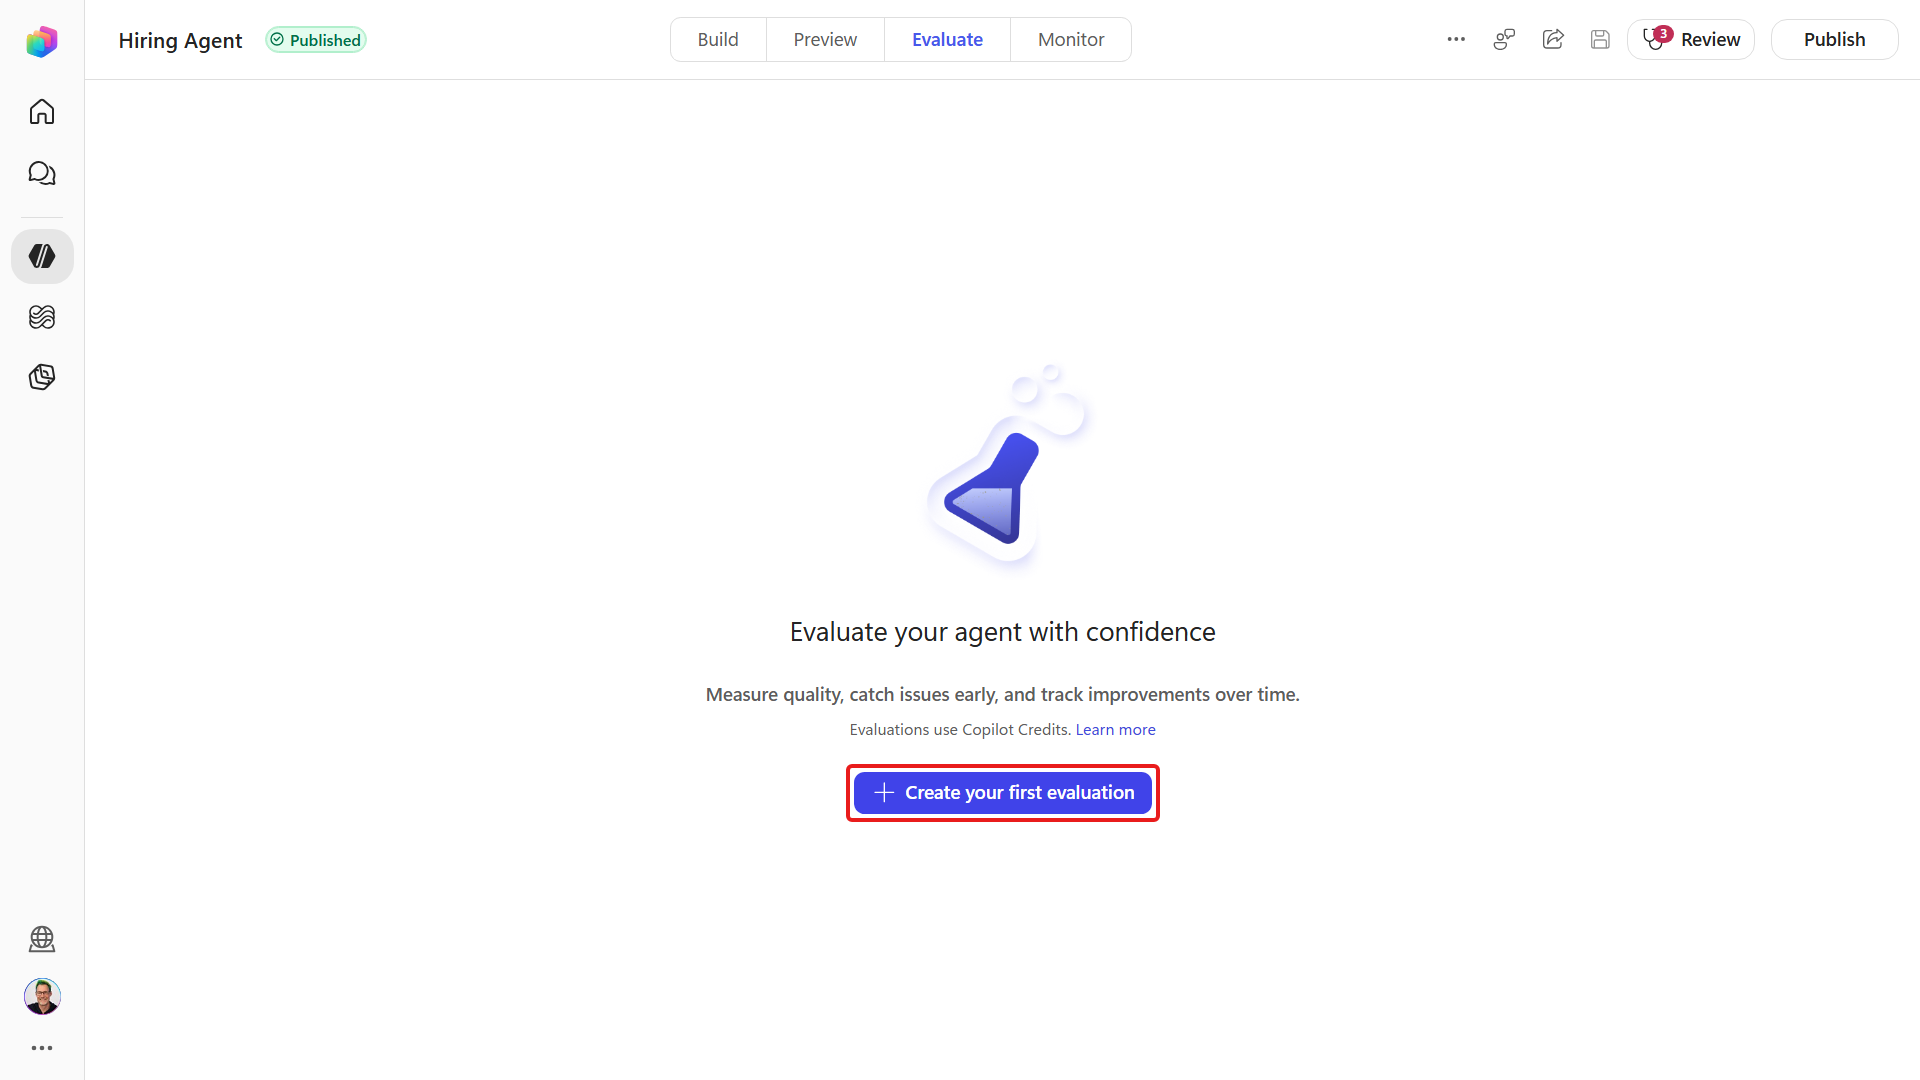 Hiring Agent
Published
Build
Preview
Evaluate
Monitor
3
Review
Publish
Evaluate your agent with confidence
Measure quality, catch issues early, and track improvements over time.
Evaluations use Copilot Credits. Learn more
Create your first evaluation